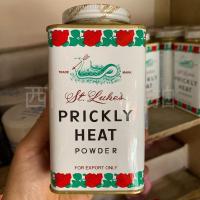 TRADE MARK
St. Luke's
PRICKLY
HEAT
POWDER
FOR EXPORT ONLY